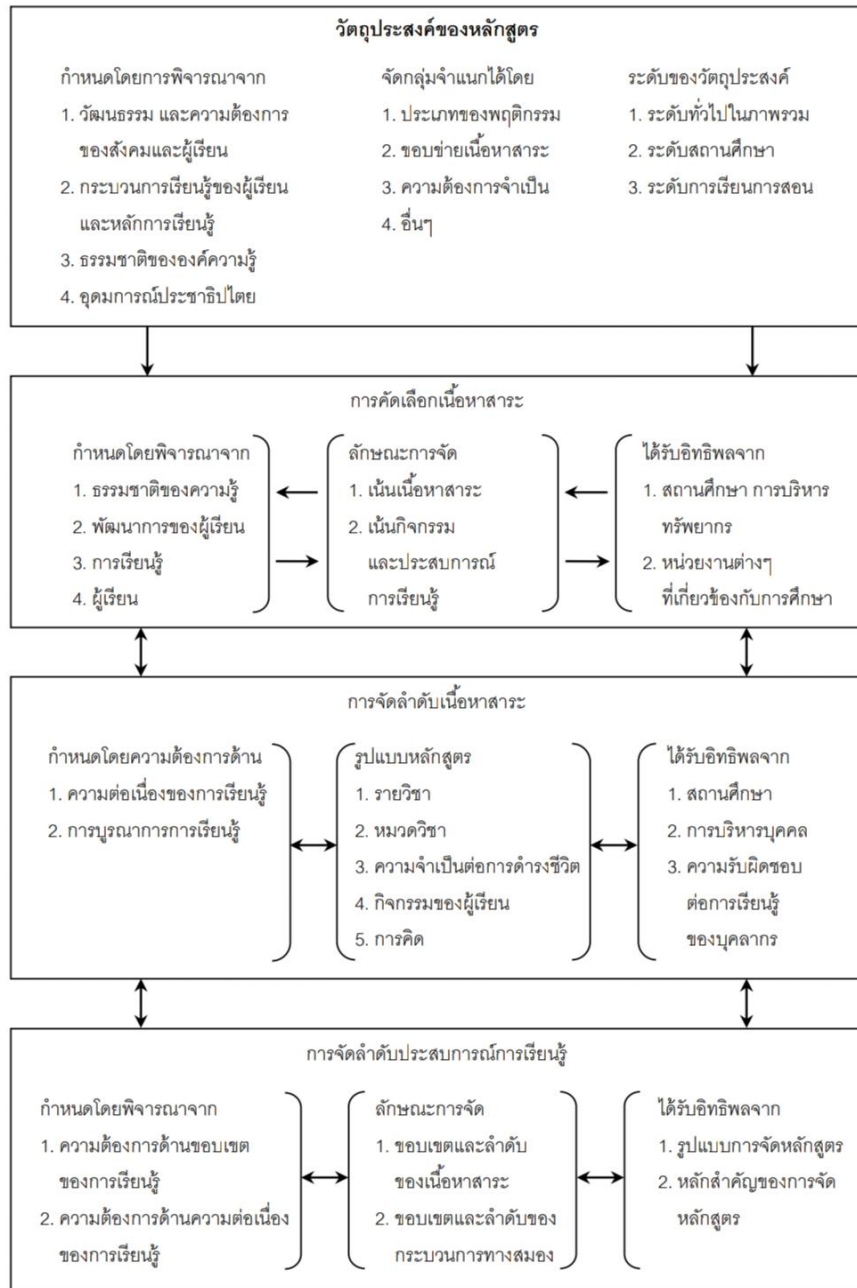 วัตถุประสงค์ของหลักสูตร
กำหนดโดยการพิจารณาจาก
1. วัฒนธรรม และความต้องการ
ของสังคมและผู้เรียน
2. กระบวนการเรียนรู้ของผู้เรียน
และหลักการเรียนรู้
3. ธรรมชาติขององค์ความรู้
4. อุดมการณ์ประชาธิปไตย
จัดกลุ่มจำแนกได้โดย
1. ประเภทของพฤติกรรม
2. ขอบข่ายเนื้อหาสาระ
3. ความต้องการจำเป็น
4. อื่นๆ
ระดับของวัตถุประสงค์
1. ระดับทั่วไปในภาพรวม
2. ระดับสถานศึกษา
3. ระดับการเรียนการสอน
การคัดเลือกเนื้อหาสาระ
กำหนดโดยพิจารณาจาก
1. ธรรมชาติของความรู้
2. พัฒนาการของผู้เรียน
3. การเรียนรู้
4. ผู้เรียน
ลักษณะการจัด
1. เน้นเนื้อหาสาระ
2. เน้นกิจกรรม
และประสบการณ์
การเรียนรู้
ได้รับอิทธิพลจาก
1. สถานศึกษา การบริหาร
ทรัพยากร
2. หน่วยงานต่างๆ
ที่เกี่ยวข้องกับการศึกษา
การจัดลำดับเนื้อหาสาระ
กำหนดโดยความต้องการด้าน
1. ความต่อเนื่องของการเรียนรู้
2. การบูรณาการการเรียนรู้
รูปแบบหลักสูตร
1. รายวิชา
2. หมวดวิชา
3. ความจำเป็นต่อการดำรงชีวิต
4. กิจกรรมของผู้เรียน
5. การคิด
ได้รับอิทธิพลจาก
1. สถานศึกษา
2. การบริหารบุคคล
3. ความรับผิดชอบ
ต่อการเรียนรู้
ของบุคลากร
การจัดลำดับประสบการณ์การเรียนรู้
กำหนดโดยพิจารณาจาก
1. ความต้องการด้านขอบเขต
ของการเรียนรู้
2. ความต้องการด้านความต่อเนื่อง
ของการเรียนรู้
ลักษณะการจัด
1. ขอบเขตและลำดับ
ของเนื้อหาสาระ
2. ขอบเขตและลำดับของ
กระบวนการทางสมอง
ได้รับอิทธิพลจาก
1. รูปแบบการจัดหลักสูตร
2. หลักสำคัญของการจัด
หลักสูตร